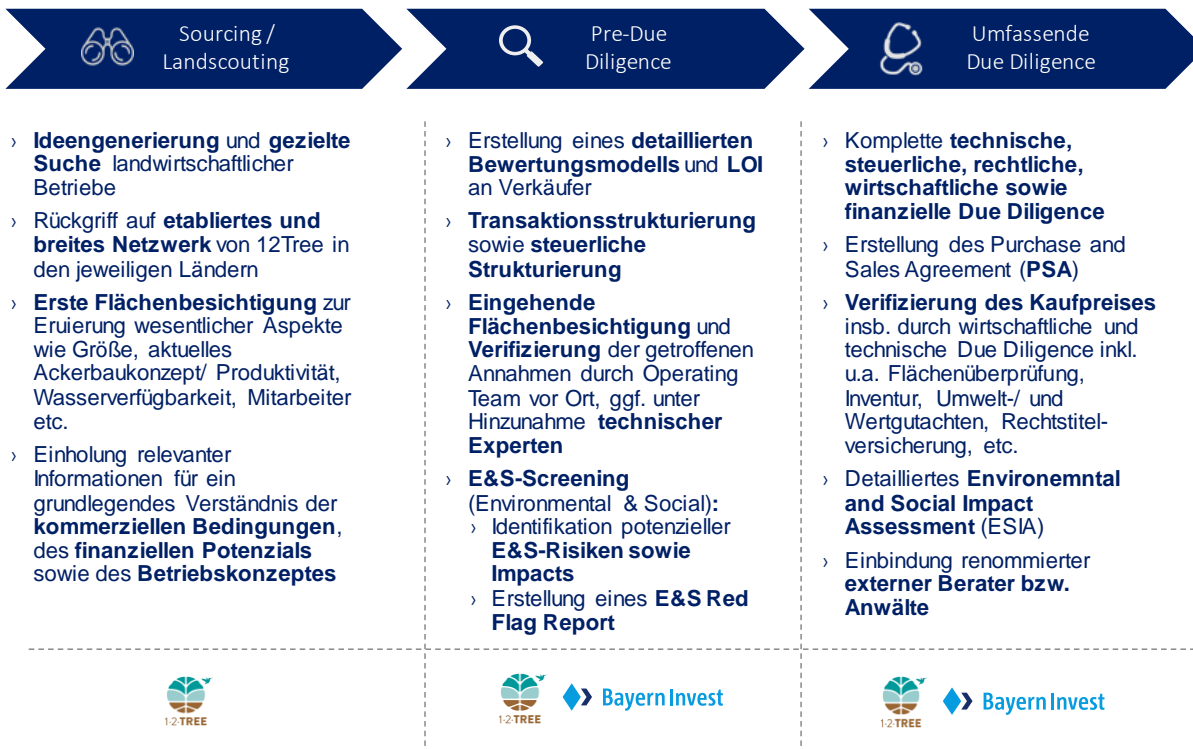 Sourcing /
Landscouting
› Ideengenerierung und gezielte
Suche landwirtschaftlicher
Betriebe
› Rückgriff auf etabliertes und
breites Netzwerk von 12Tree in
den jeweiligen Ländern
› Erste Flächenbesichtigung zur
Eruierung wesentlicher Aspekte
wie Größe, aktuelles
Ackerbaukonzept/ Produktivität,
Wasserverfügbarkeit, Mitarbeiter
etc.
› Einholung relevanter
Informationen für ein
grundlegendes Verständnis der
kommerziellen Bedingungen,
des finanziellen Potenzials
sowie des Betriebskonzeptes
1·2·TREE
Pre-Due
Diligence
› Erstellung eines detaillierten
Bewertungsmodells und LOI
an Verkäufer
› Transaktionsstrukturierung
sowie steuerliche
Strukturierung
› Eingehende
Flächenbesichtigung und
Verifizierung der getroffenen
Annahmen durch Operating
Team vor Ort, ggf. unter
Hinzunahme technischer
Experten
› E&S-Screening
(Environmental & Social):
› Identifikation potenzieller
E&S-Risiken sowie
Impacts
› Erstellung eines E&S Red
Flag Report
1·2·TREE
Bayern Invest
Umfassende
Due Diligence
› Komplette technische,
steuerliche, rechtliche,
wirtschaftliche sowie
finanzielle Due Diligence
› Erstellung des Purchase and
Sales Agreement (PSA)
› Verifizierung des Kaufpreises
insb. durch wirtschaftliche und
technische Due Diligence inkl.
u.a. Flächenüberprüfung,
Inventur, Umwelt-/ und
Wertgutachten, Rechtstitel-
versicherung, etc.
› Detailliertes Environemntal
and Social Impact
Assessment (ESIA)
› Einbindung renommierter
externer Berater bzw.
Anwälte
1·2·TREE
Bayern Invest